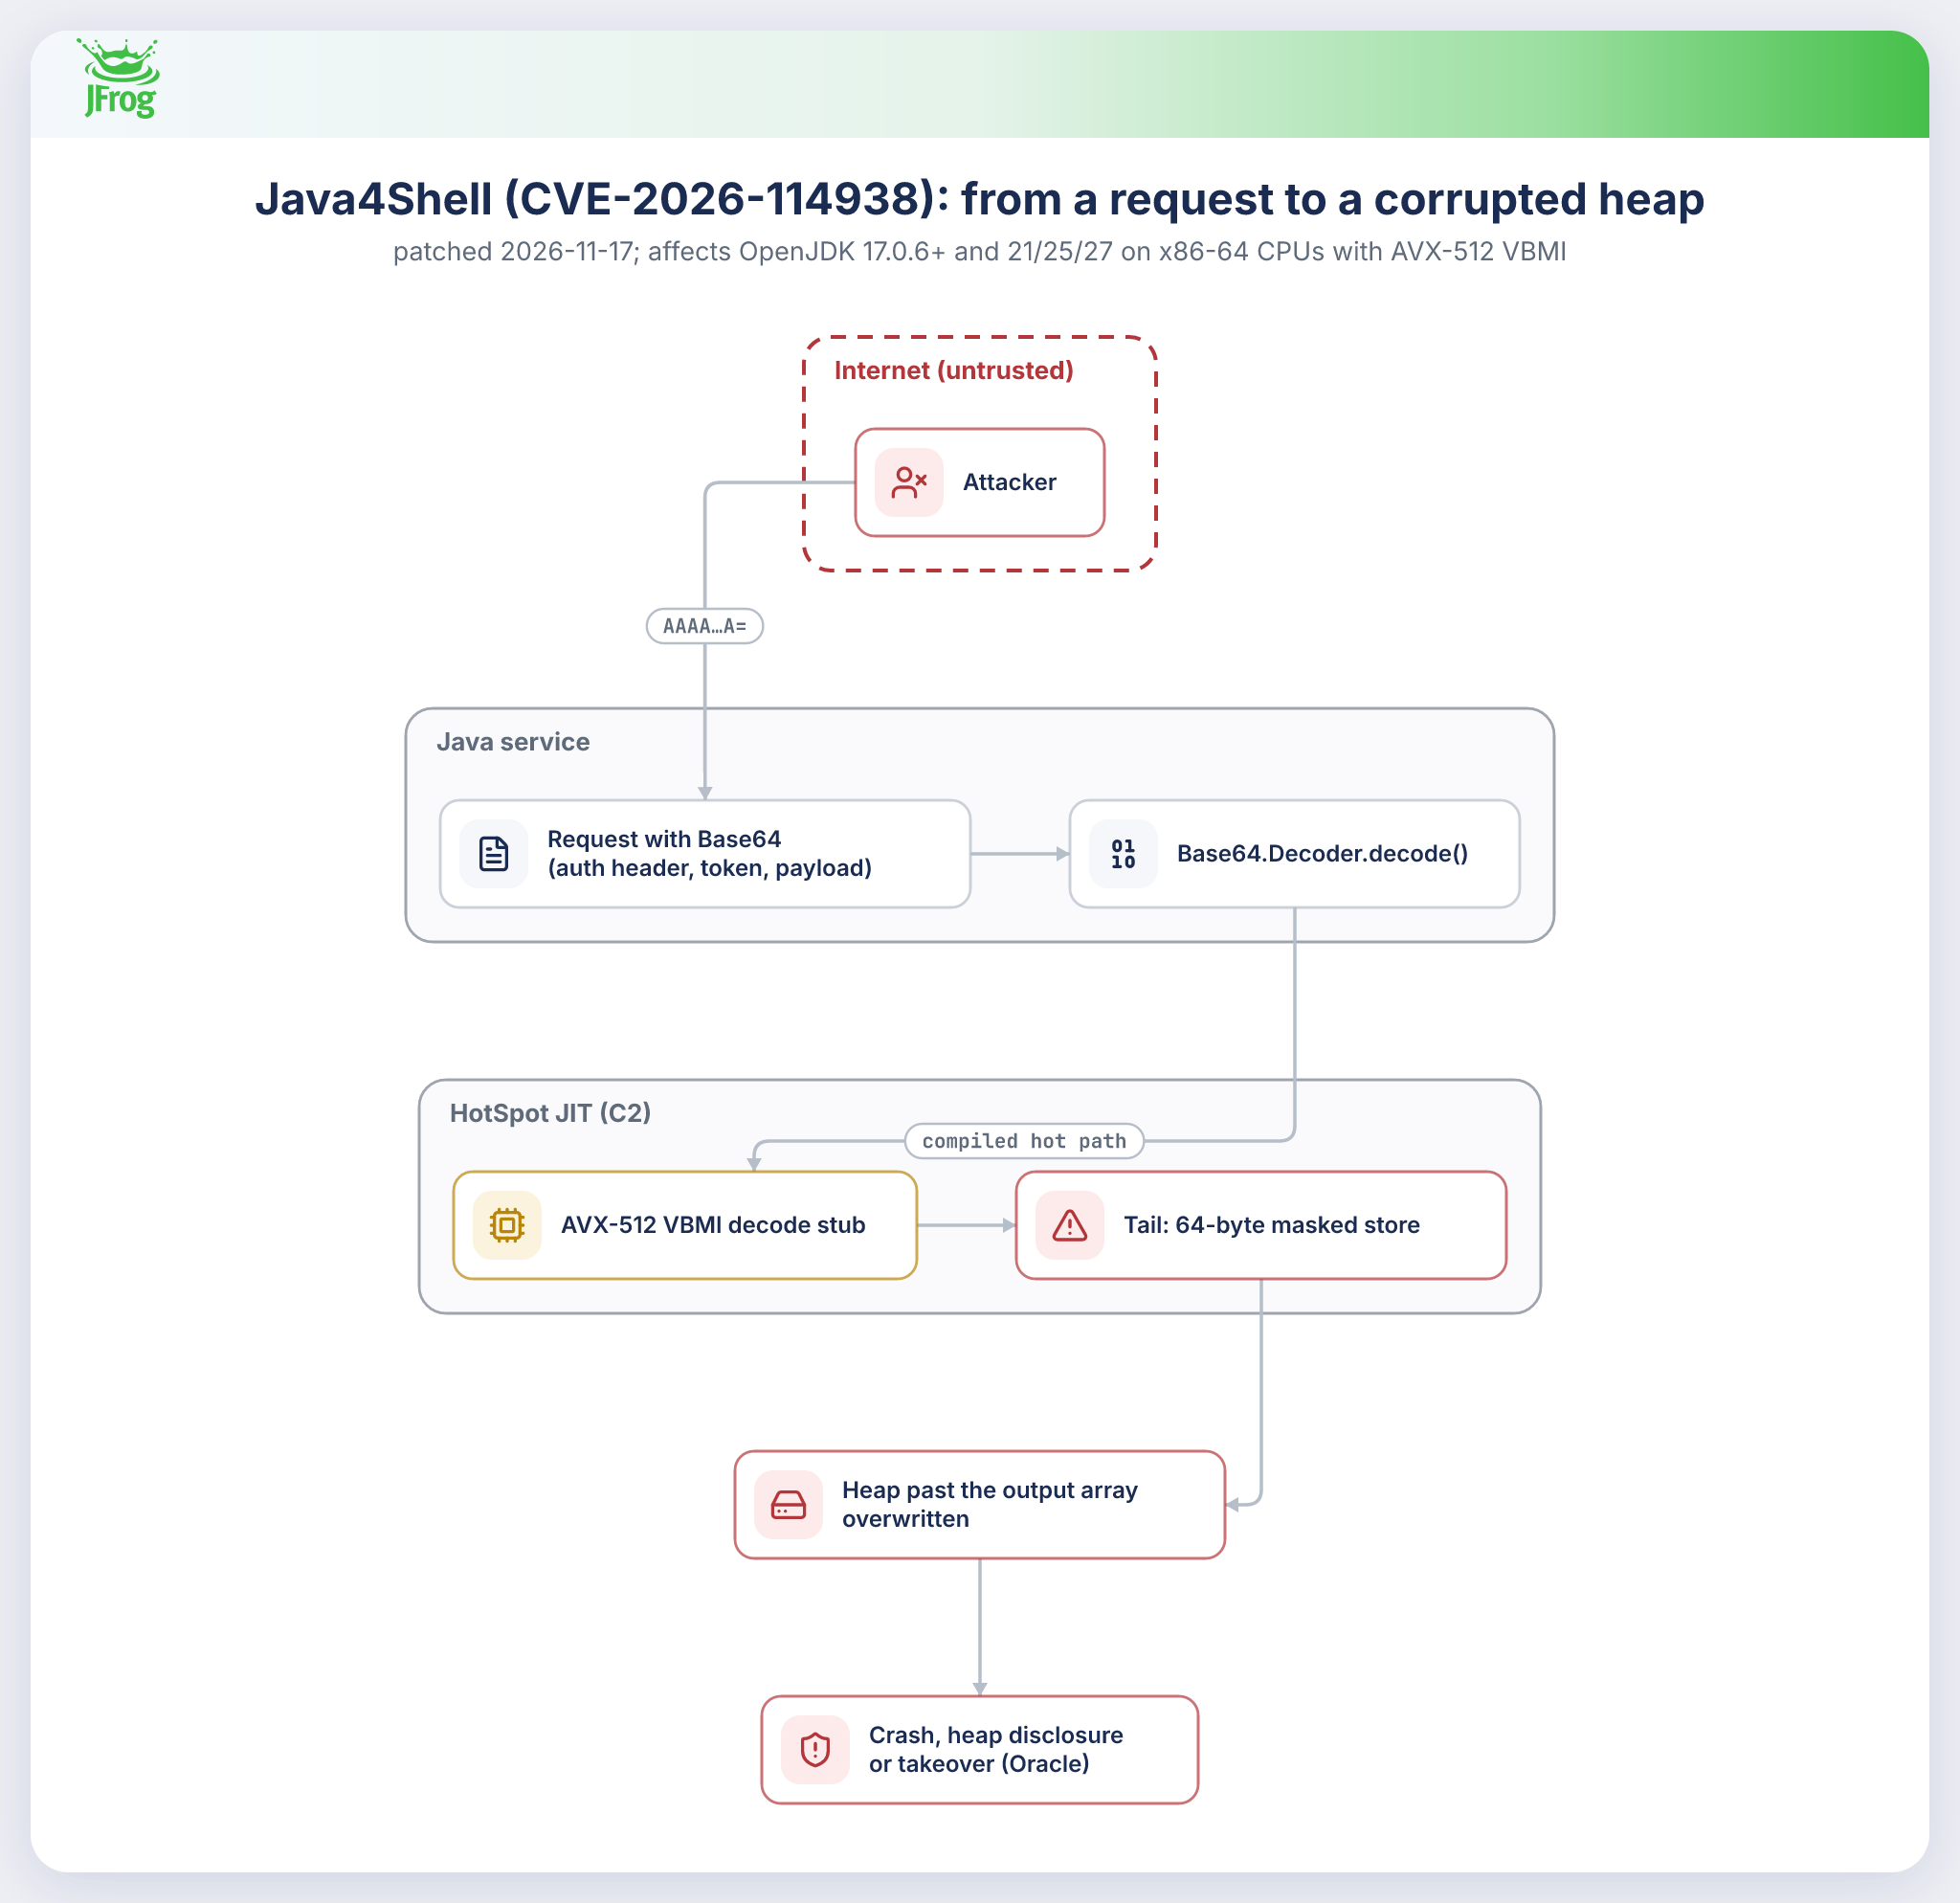 JFrog
Java4Shell (CVE-2026-114938): from a request to a corrupted heap
patched 2026-11-17; affects OpenJDK 17.0.6+ and 21/25/27 on x86-64 CPUs with AVX-512 VBMI
Internet (untrusted)
Attacker
AAAA…A=
Java service
Request with Base64
(auth header, token, payload)
01
10
Base64.Decoder.decode()
HotSpot JIT (C2)
compiled hot path
AVX-512 VBMI decode stub
Tail: 64-byte masked store
Heap past the output array
overwritten
Crash, heap disclosure
or takeover (Oracle)